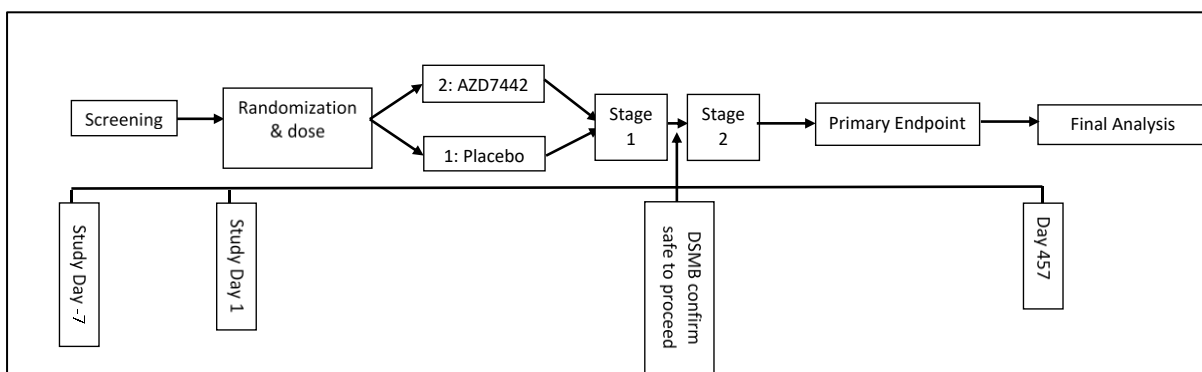 Screening
Randomization
& dose
2: AZD7442
1: Placebo
Stage
1
Stage
2
Primary Endpoint
Final Analysis
Study Day -7
Study Day 1
DSMB confirm
safe to proceed
Day 457